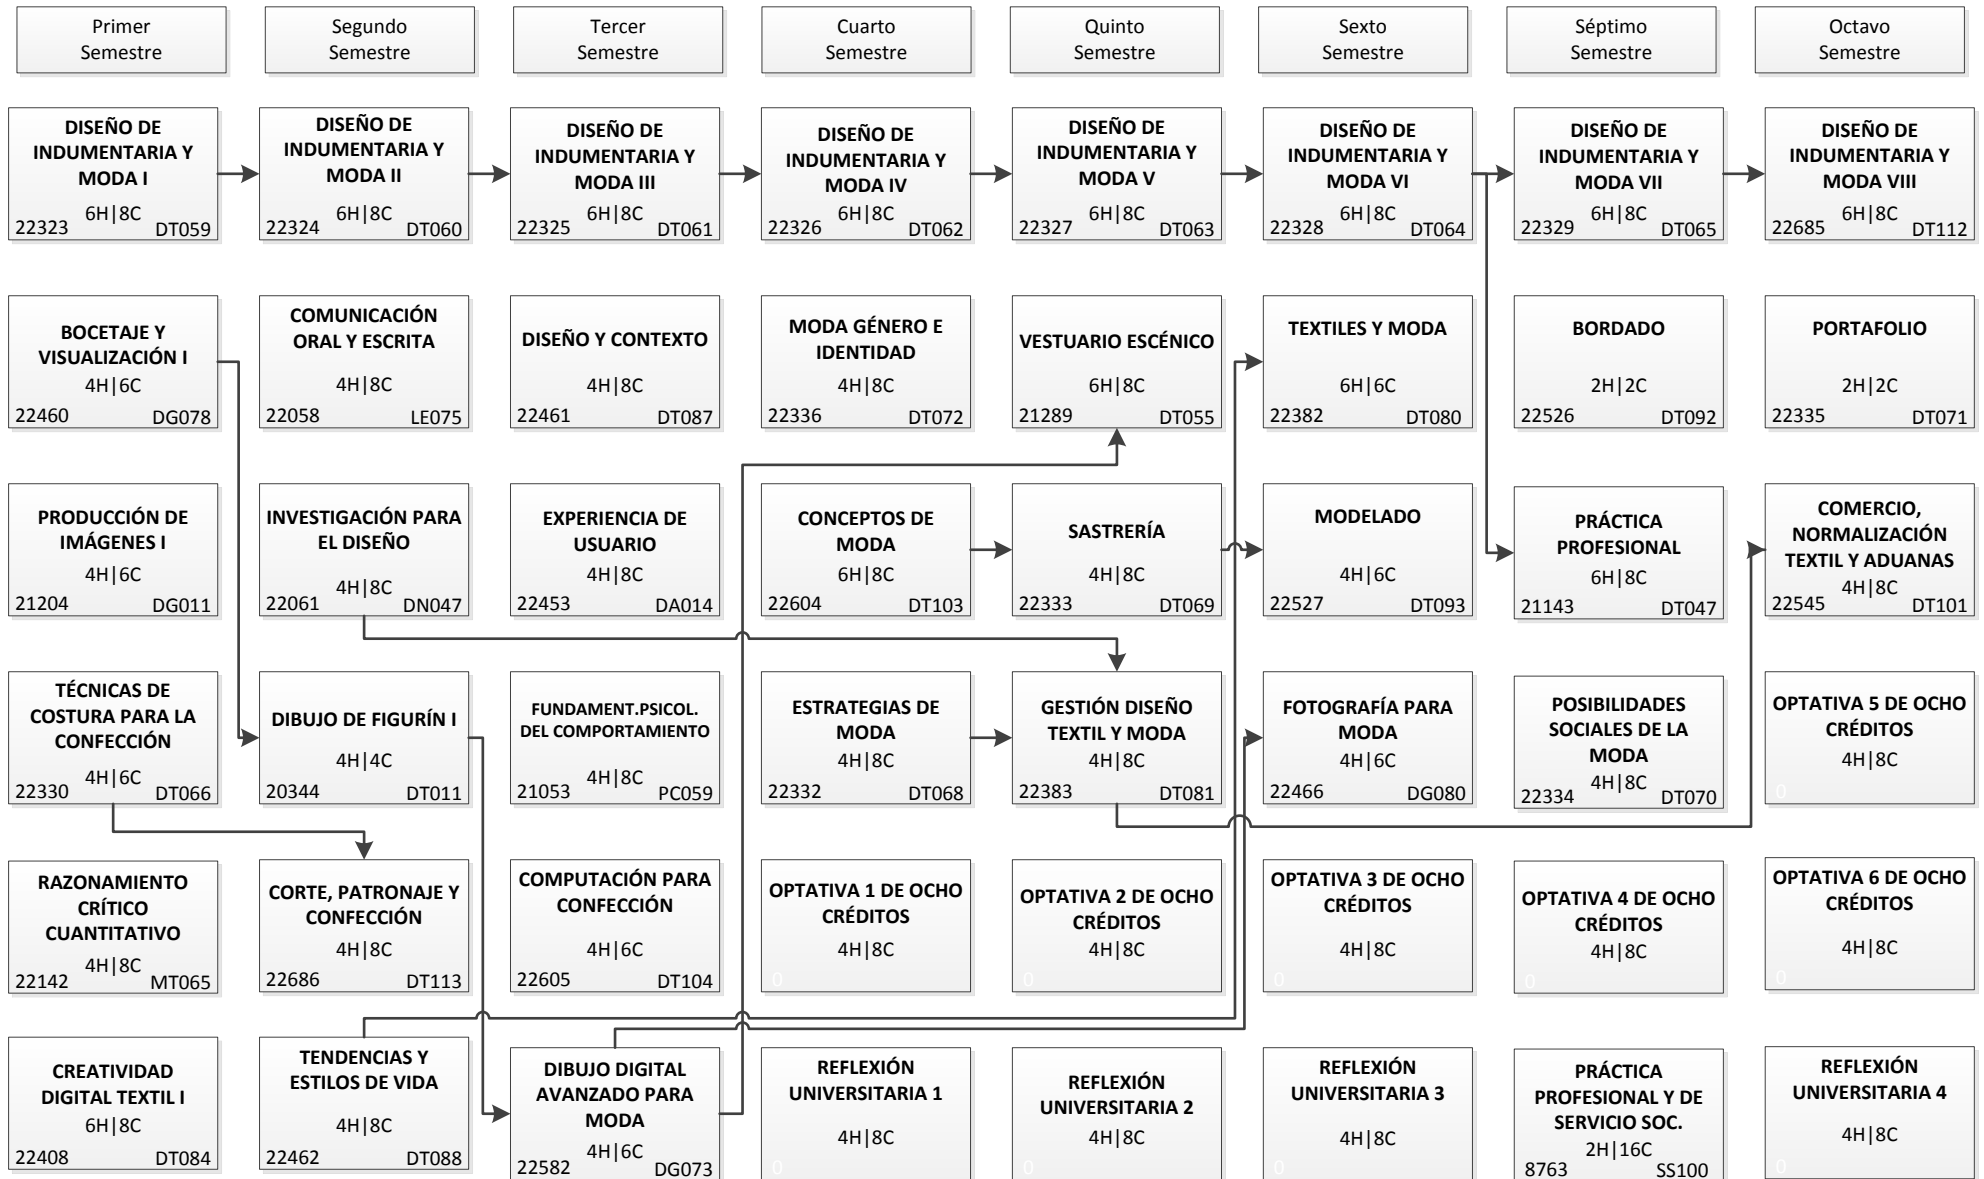 Primer
Semestre
Segundo
Semestre
Tercer
Semestre
Cuarto
Semestre
Quinto
Semestre
Sexto
Semestre
Séptimo
Semestre
Octavo
Semestre
DISEÑO DE
INDUMENTARIA Y
MODA I
6H|8C
22323 DT059
DISEÑO DE
INDUMENTARIA Y
MODA II
6H|8C
22324 DT060
DISEÑO DE
INDUMENTARIA Y
MODA III
6H|8C
22325 DT061
DISEÑO DE
INDUMENTARIA Y
MODA IV
6H|8C
22326 DT062
DISEÑO DE
INDUMENTARIA Y
MODA V
6H|8C
22327 DT063
DISEÑO DE
INDUMENTARIA Y
MODA VI
6H|8C
22328 DT064
DISEÑO DE
INDUMENTARIA Y
MODA VII
6H|8C
22329 DT065
DISEÑO DE
INDUMENTARIA Y
MODA VIII
6H|8C
22685 DT112
BOCETAJE Y
VISUALIZACIÓN I
4H|6C
22460 DG078
COMUNICACIÓN
ORAL Y ESCRITA
4H|8C
22058 LE075
DISEÑO Y CONTEXTO
4H|8C
22461 DT087
MODA GÉNERO E
IDENTIDAD
4H|8C
22336 DT072
VESTUARIO ESCÉNICO
6H|8C
21289 DT055
TEXTILES Y MODA
6H|6C
22382 DT080
BORDADO
2H|2C
22526 DT092
PORTAFOLIO
2H|2C
22335 DT071
PRODUCCIÓN DE
IMÁGENES I
4H|6C
21204 DG011
INVESTIGACIÓN PARA
EL DISEÑO
4H|8C
22061 DN047
EXPERIENCIA DE
USUARIO
4H|8C
22453 DA014
CONCEPTOS DE
MODA
6H|8C
22604 DT103
SASTRERÍA
4H|8C
22333 DT069
MODELADO
4H|6C
22527 DT093
PRÁCTICA
PROFESIONAL
6H|8C
21143 DT047
COMERCIO,
NORMALIZACIÓN
TEXTIL Y ADUANAS
4H|8C
22545 DT101
TÉCNICAS DE
COSTURA PARA LA
CONFECCIÓN
4H|6C
22330 DT066
DIBUJO DE FIGURÍN I
4H|4C
20344 DT011
FUNDAMENT.PSICOL.
DEL COMPORTAMIENTO
4H|8C
21053 PC059
ESTRATEGIAS DE
MODA
4H|8C
22332 DT068
GESTIÓN DISEÑO
TEXTIL Y MODA
4H|8C
22383 DT081
FOTOGRAFÍA PARA
MODA
4H|6C
22466 DG080
POSIBILIDADES
SOCIALES DE LA
MODA
4H|8C
22334 DT070
OPTATIVA 5 DE OCHO
CRÉDITOS
4H|8C
0
RAZONAMIENTO
CRÍTICO
CUANTITATIVO
4H|8C
22142 MT065
CORTE, PATRONAJE Y
CONFECCIÓN
4H|8C
22686 DT113
COMPUTACIÓN PARA
CONFECCIÓN
4H|6C
22605 DT104
OPTATIVA 1 DE OCHO
CRÉDITOS
4H|8C
0
OPTATIVA 2 DE OCHO
CRÉDITOS
4H|8C
0
OPTATIVA 3 DE OCHO
CRÉDITOS
4H|8C
0
OPTATIVA 4 DE OCHO
CRÉDITOS
4H|8C
0
OPTATIVA 6 DE OCHO
CRÉDITOS
4H|8C
0
CREATIVIDAD
DIGITAL TEXTIL I
6H|8C
22408 DT084
TENDENCIAS Y
ESTILOS DE VIDA
4H|8C
22462 DT088
DIBUJO DIGITAL
AVANZADO PARA
MODA
4H|6C
22582 DG073
REFLEXIÓN
UNIVERSITARIA 1
4H|8C
0
REFLEXIÓN
UNIVERSITARIA 2
4H|8C
0
REFLEXIÓN
UNIVERSITARIA 3
4H|8C
0
PRÁCTICA
PROFESIONAL Y DE
SERVICIO SOC.
2H|16C
8763 SS100
REFLEXIÓN
UNIVERSITARIA 4
4H|8C
0